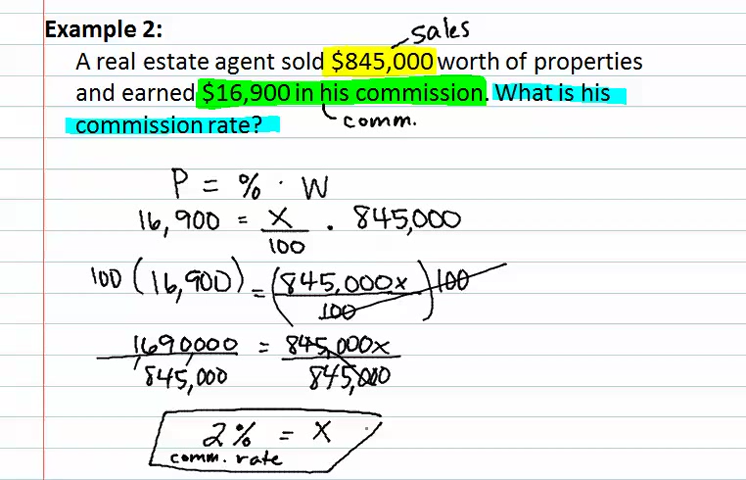 Example 2:
sales
A real estate agent sold $845,000 worth of properties
and earned $16,900 in his commission. What is his
commission rate?
comm.
P = % · W
16,900 = x/100 · 845,000
100 (16,900) = (845,000x/100) 100
1690000/845,000 = 845,000x/845,000
2% = x
comm. rate